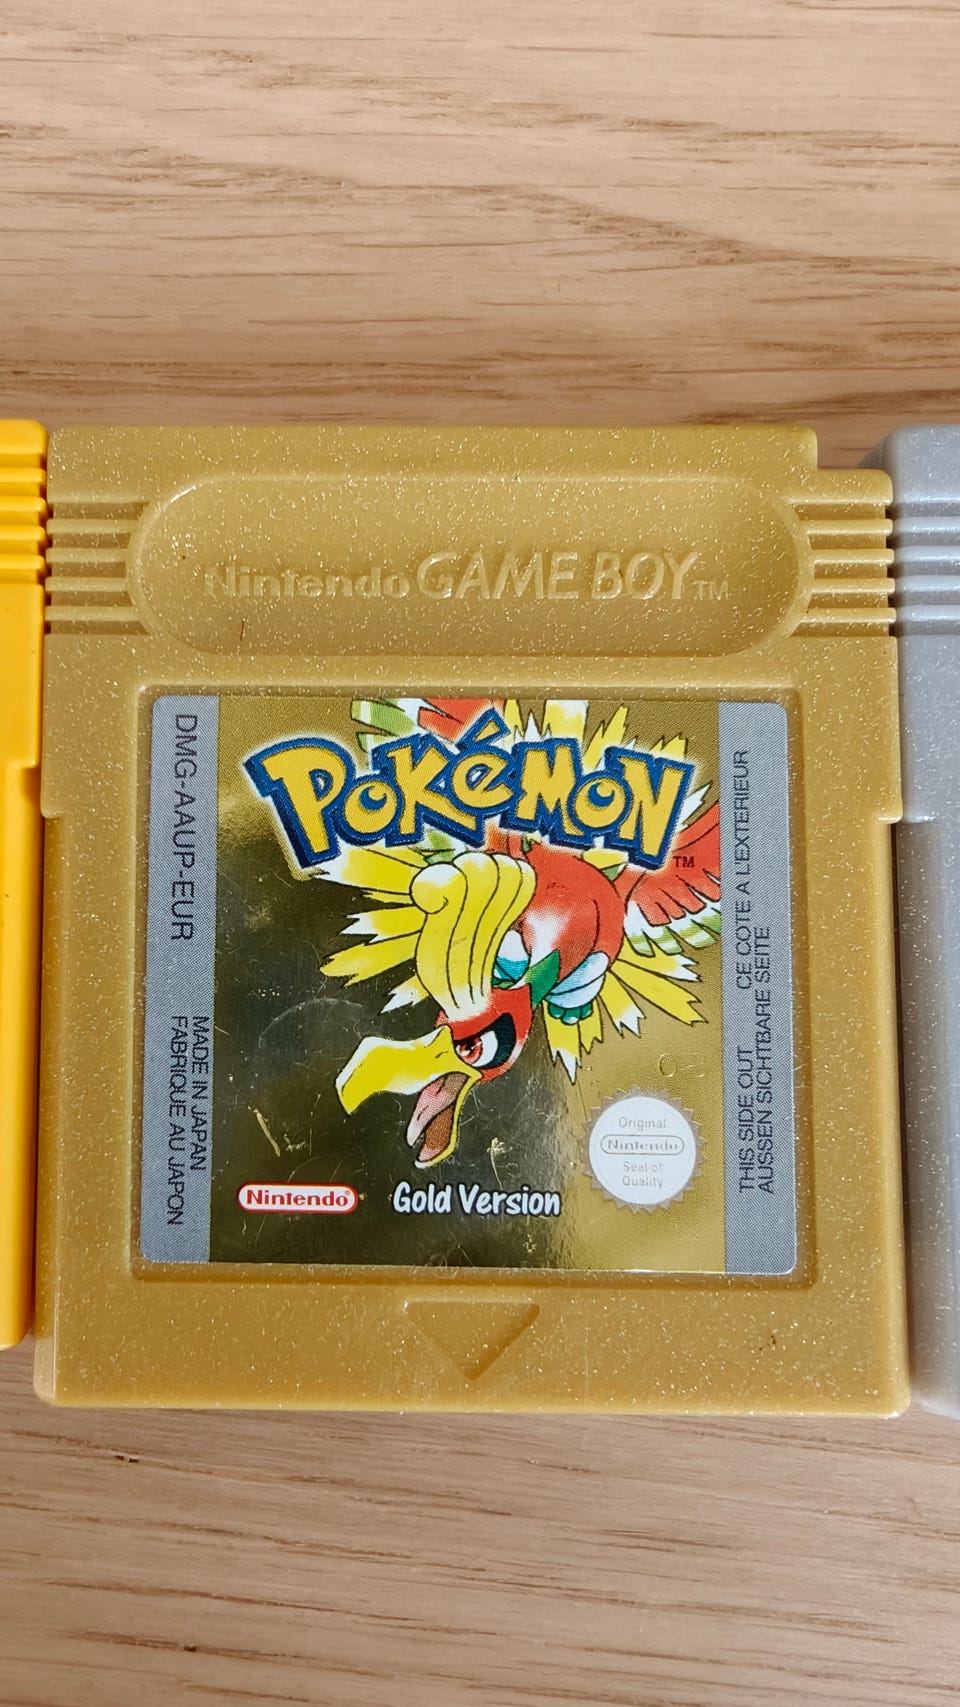 Nintendo GAME BOY TM
POKéMON
TM
DMG-AAUP-EUR
MADE IN JAPAN
FABRIQUE AU JAPON
Nintendo®
Gold Version
Original
Nintendo
Seal of
Quality
THIS SIDE OUT CE COTE A L'EXTERIEUR
AUSSEN SICHTBARE SEITE